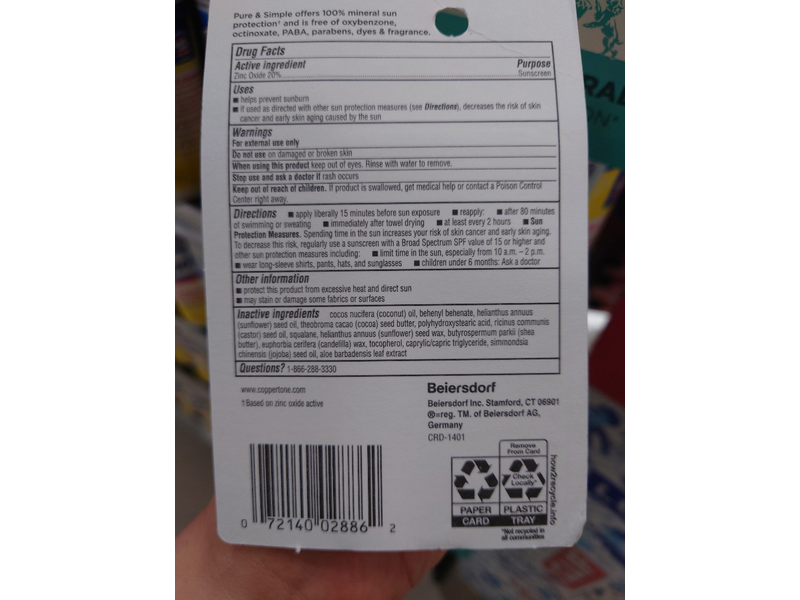 Pure & Simple offers 100% mineral sun
protection† and is free of oxybenzone,
octinoxate, PABA, parabens, dyes & fragrance.
Drug Facts
Active ingredient Purpose
Zinc Oxide 20% Sunscreen
Uses
■ helps prevent sunburn
■ if used as directed with other sun protection measures (see Directions), decreases the risk of skin
cancer and early skin aging caused by the sun
Warnings
For external use only
Do not use on damaged or broken skin
When using this product keep out of eyes. Rinse with water to remove.
Stop use and ask a doctor if rash occurs
Keep out of reach of children. If product is swallowed, get medical help or contact a Poison Control
Center right away.
Directions ■ apply liberally 15 minutes before sun exposure ■ reapply: ■ after 80 minutes
of swimming or sweating ■ immediately after towel drying ■ at least every 2 hours ■ Sun
Protection Measures. Spending time in the sun increases your risk of skin cancer and early skin aging.
To decrease this risk, regularly use a sunscreen with a Broad Spectrum SPF value of 15 or higher and
other sun protection measures including: ■ limit time in the sun, especially from 10 a.m. – 2 p.m.
■ wear long-sleeve shirts, pants, hats, and sunglasses ■ children under 6 months: Ask a doctor
Other information
■ protect this product from excessive heat and direct sun
■ may stain or damage some fabrics or surfaces
Inactive ingredients cocos nucifera (coconut) oil, behenyl behenate, helianthus annuus
(sunflower) seed oil, theobroma cacao (cocoa) seed butter, polyhydroxystearic acid, ricinus communis
(castor) seed oil, squalane, helianthus annuus (sunflower) seed wax, butyrospermum parkii (shea
butter), euphorbia cerifera (candelilla) wax, tocopherol, caprylic/capric triglyceride, simmondsia
chinensis (jojoba) seed oil, aloe barbadensis leaf extract
Questions? 1-866-288-3330
www.coppertone.com
†Based on zinc oxide active
Beiersdorf
Beiersdorf Inc. Stamford, CT 06901
®=reg. TM. of Beiersdorf AG,
Germany
CRD-1401
Remove
From Card
Check
Locally*
PAPER PLASTIC
CARD TRAY
*Not recycled in
all communities
how2recycle.info
0 72140 02886 2